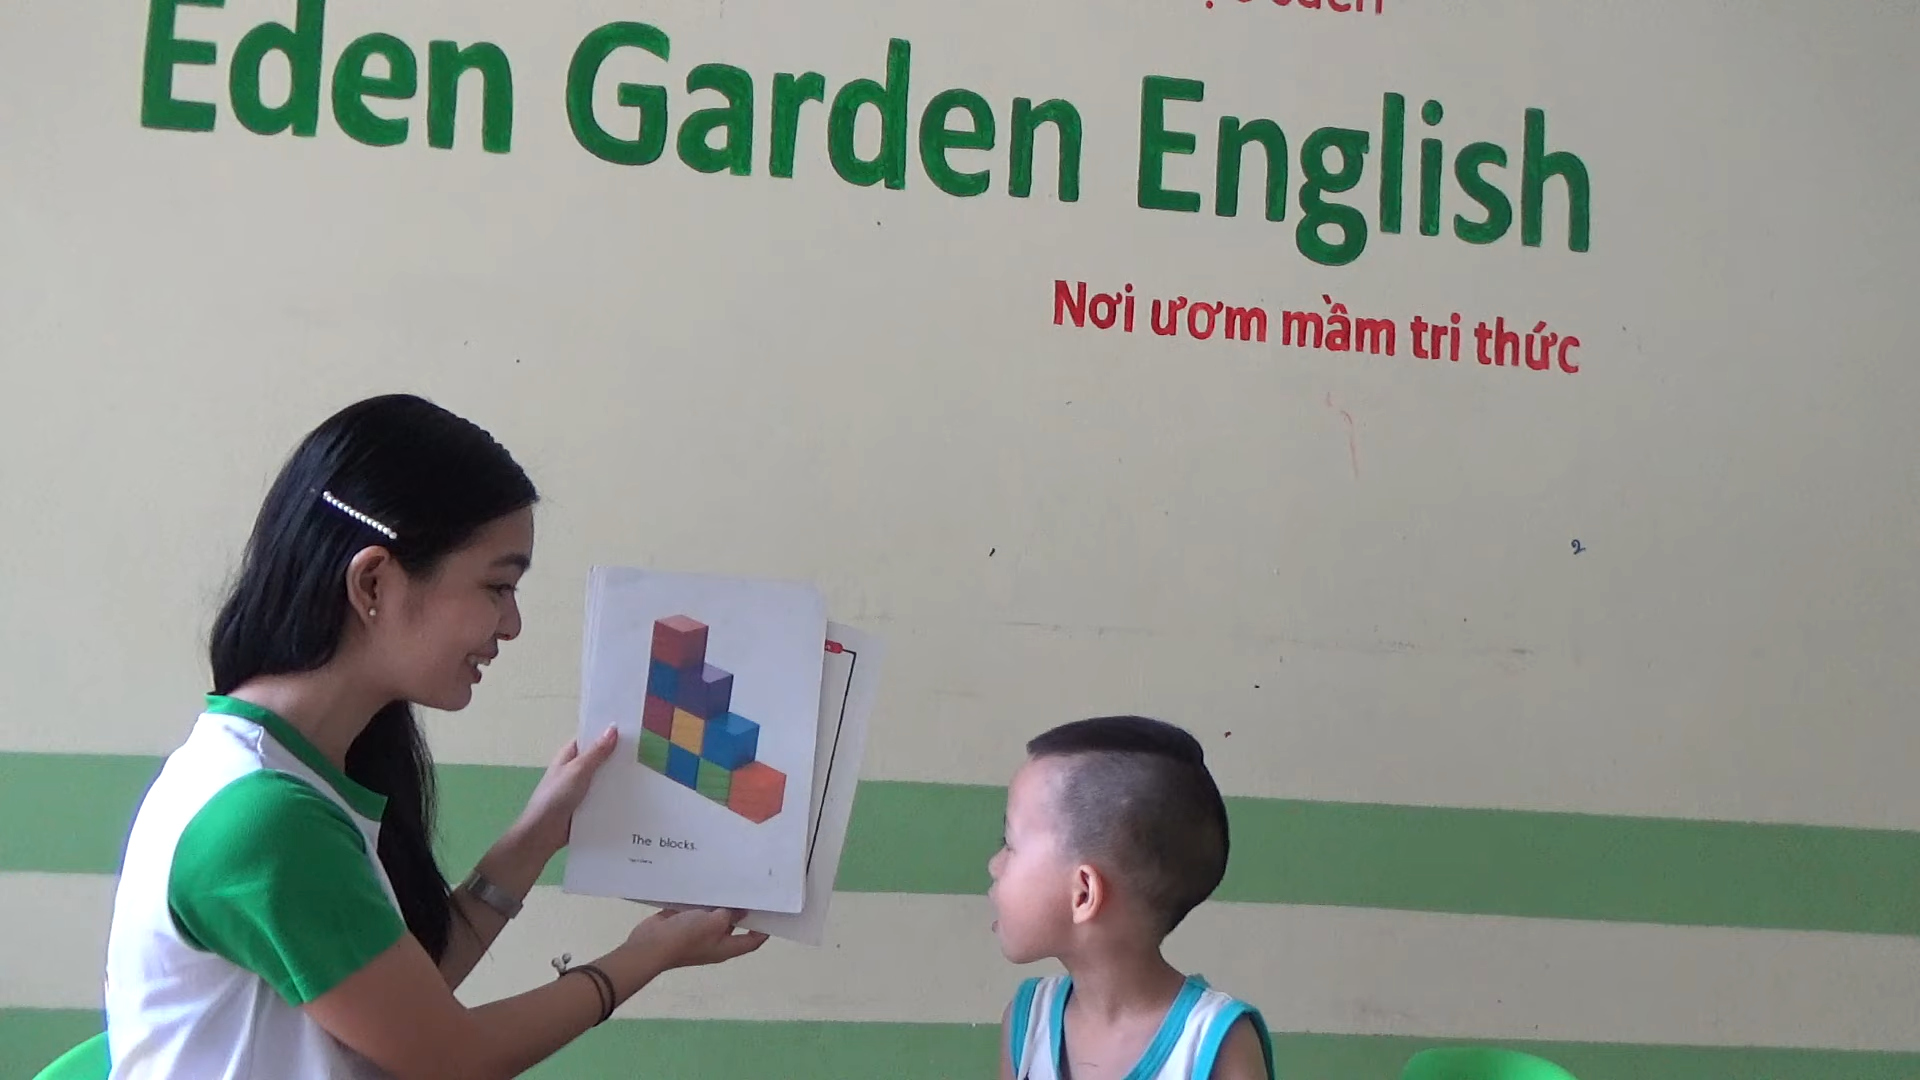 Eden Garden English
Nơi ươm mầm tri thức
The blocks.